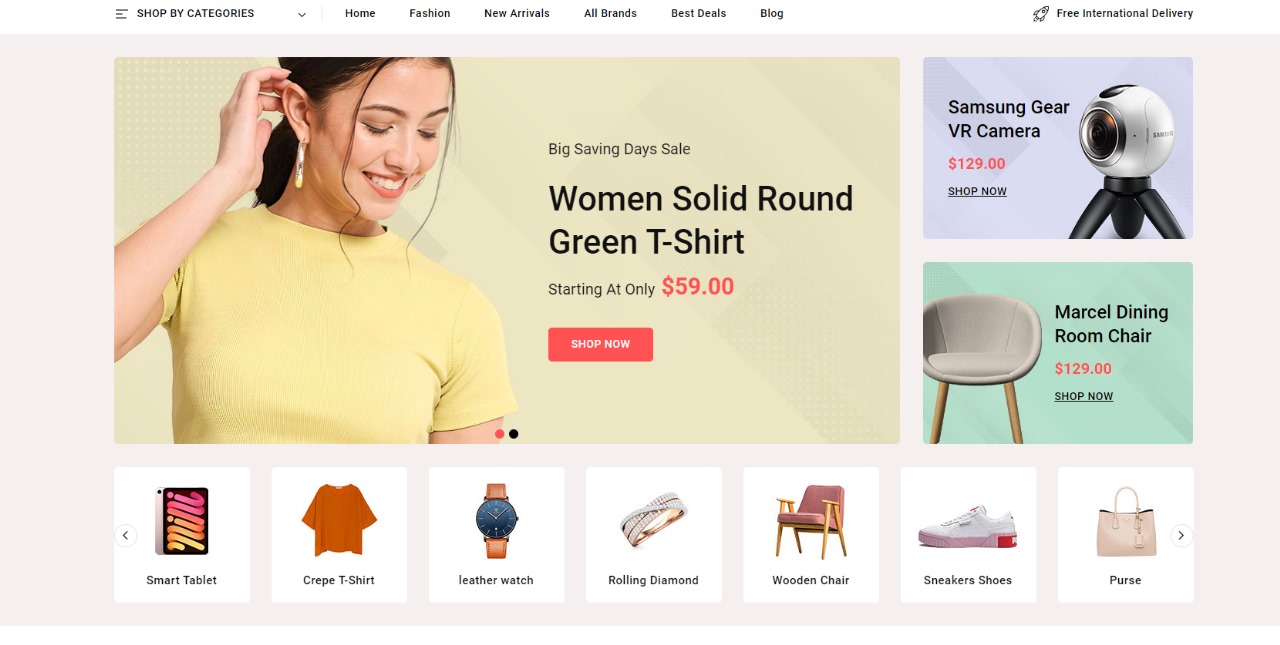 SHOP BY CATEGORIES
Home
Fashion
New Arrivals
All Brands
Best Deals
Blog
Free International Delivery
Big Saving Days Sale
Women Solid Round
Green T-Shirt
Starting At Only $59.00
SHOP NOW
Samsung Gear
VR Camera
$129.00
SHOP NOW
SAMSUNG
Marcel Dining
Room Chair
$129.00
SHOP NOW
Smart Tablet
Crepe T-Shirt
leather watch
Rolling Diamond
Wooden Chair
Sneakers Shoes
Purse